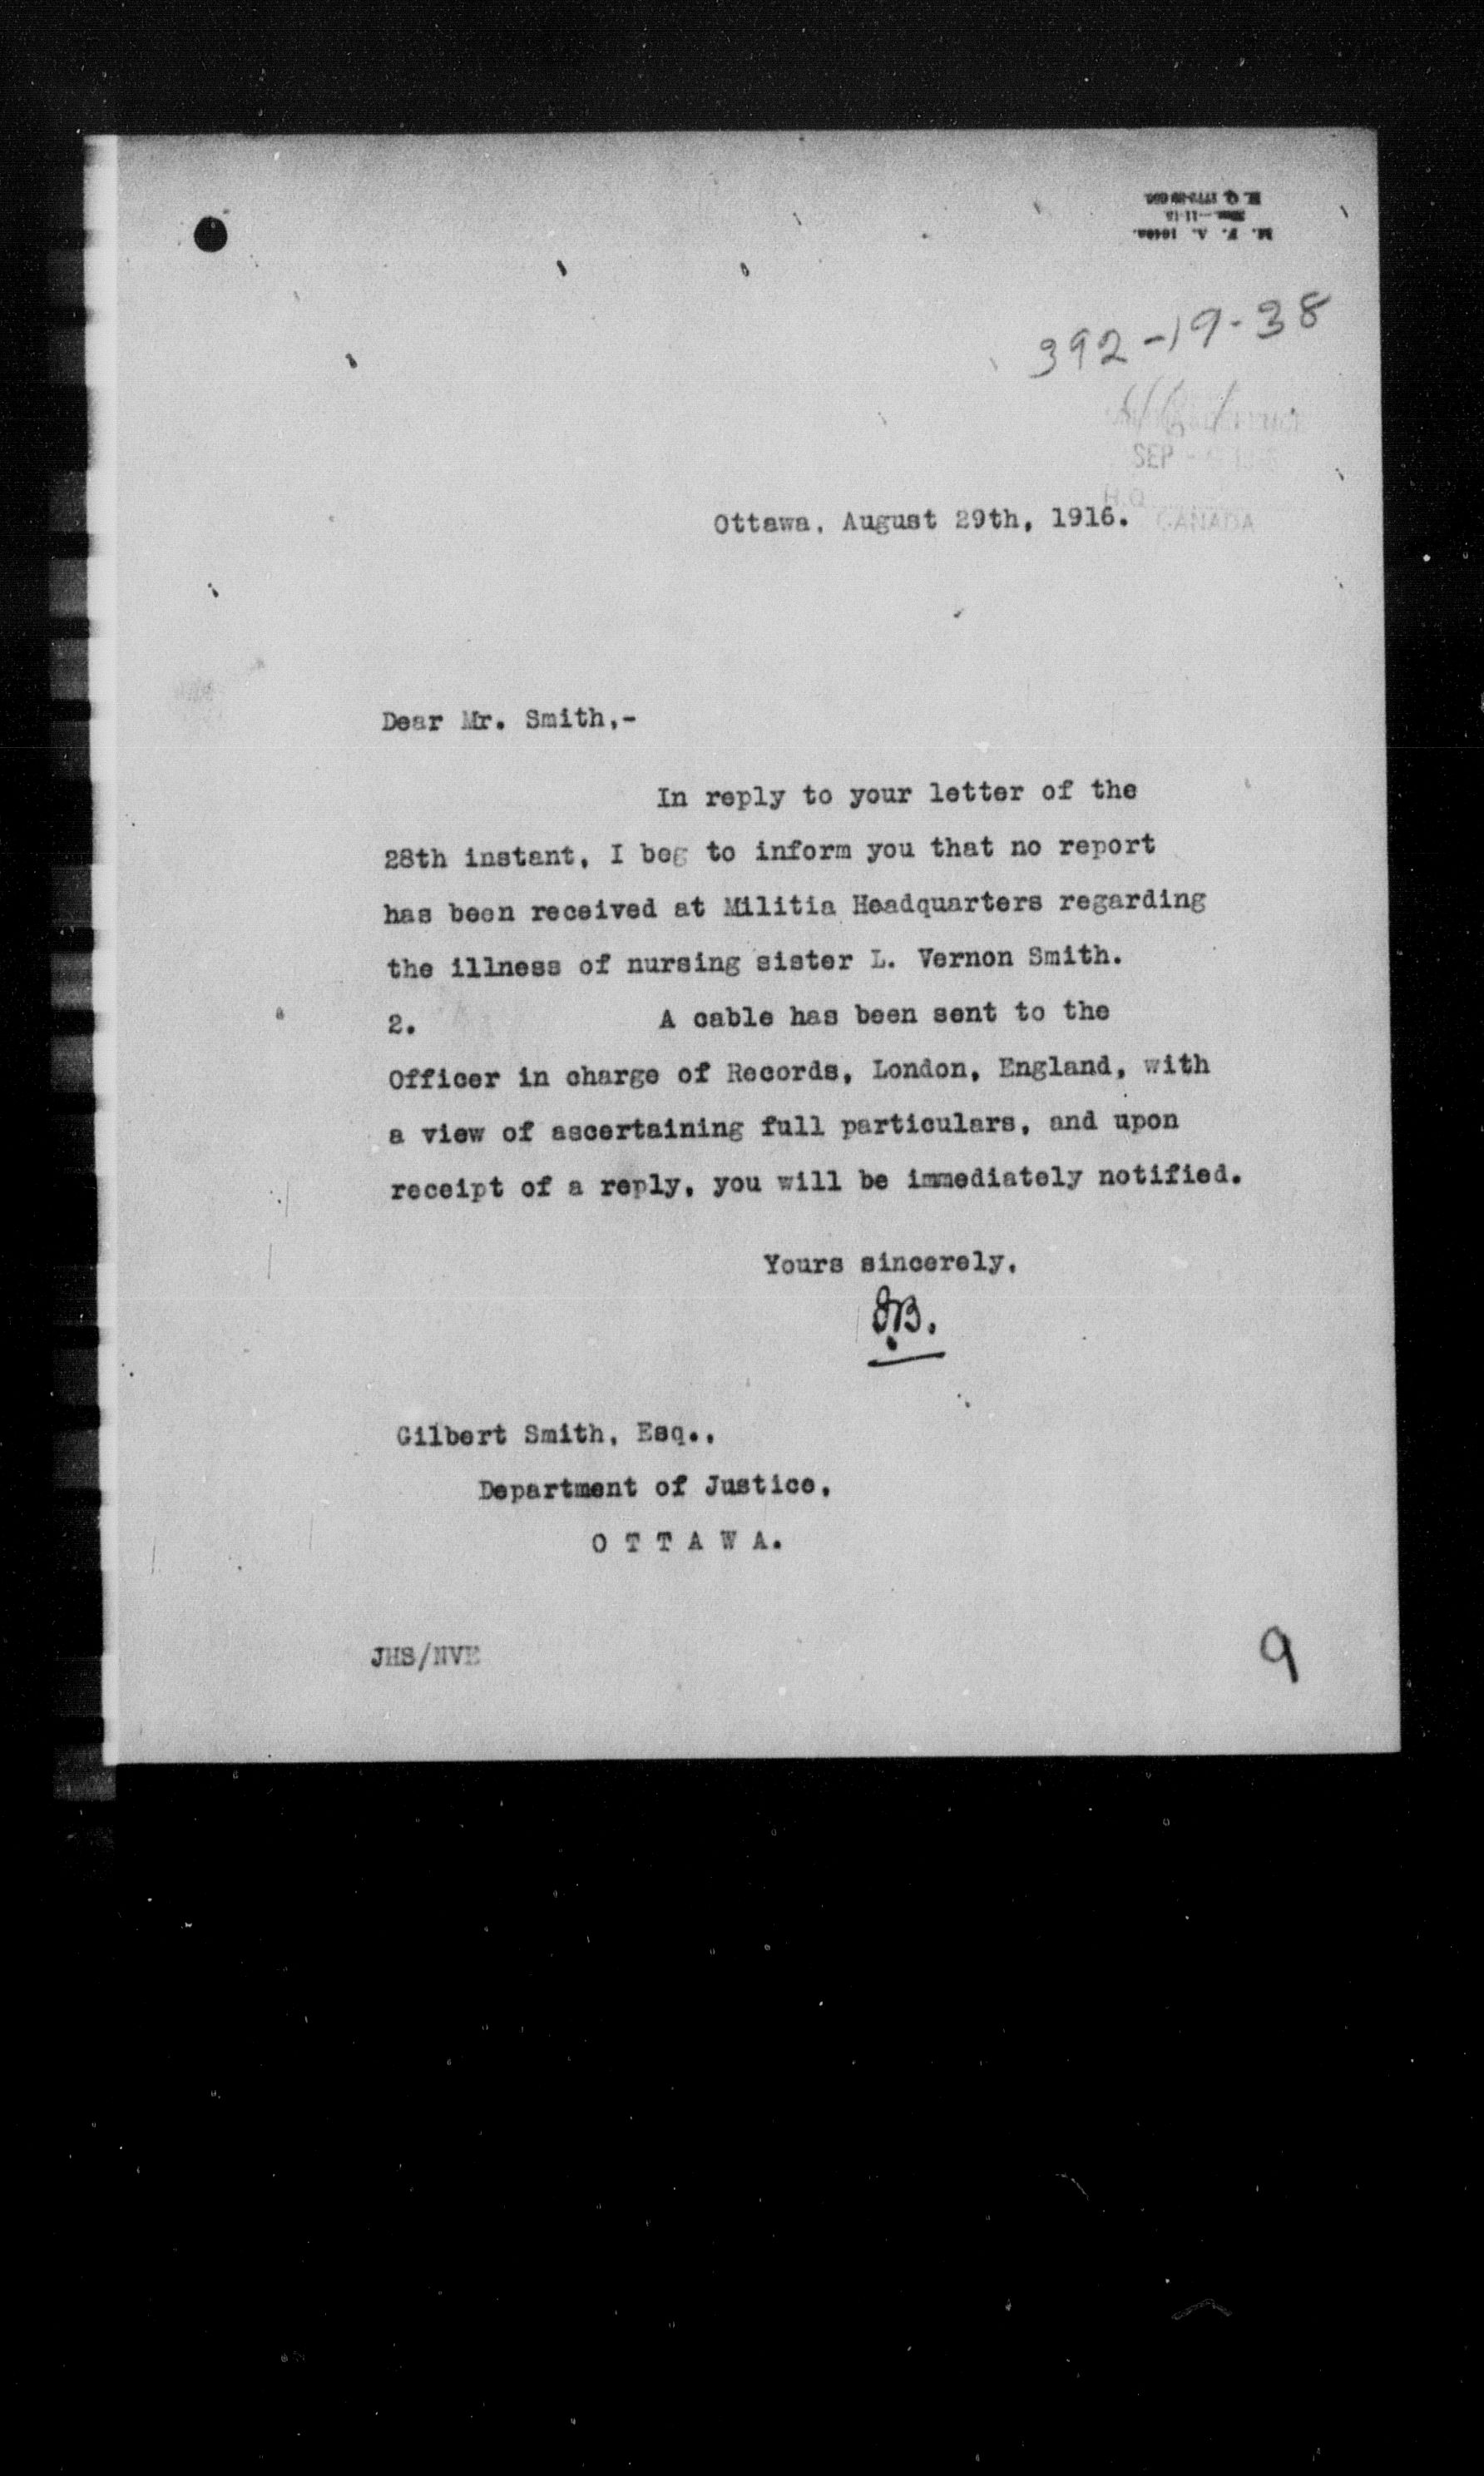 M. F. A.
H. Q.
392-19-38
SEP
H.Q.
CANADA
Ottawa, August 29th, 1916.
Dear Mr. Smith,-
In reply to your letter of the
28th instant, I beg to inform you that no report
has been received at Militia Headquarters regarding
the illness of nursing sister L. Vernon Smith.
2. A cable has been sent to the
Officer in charge of Records, London, England, with
a view of ascertaining full particulars, and upon
receipt of a reply, you will be immediately notified.
Yours sincerely,
Gilbert Smith, Esq.,
Department of Justice,
O T T A W A.
JHS/NVE
9